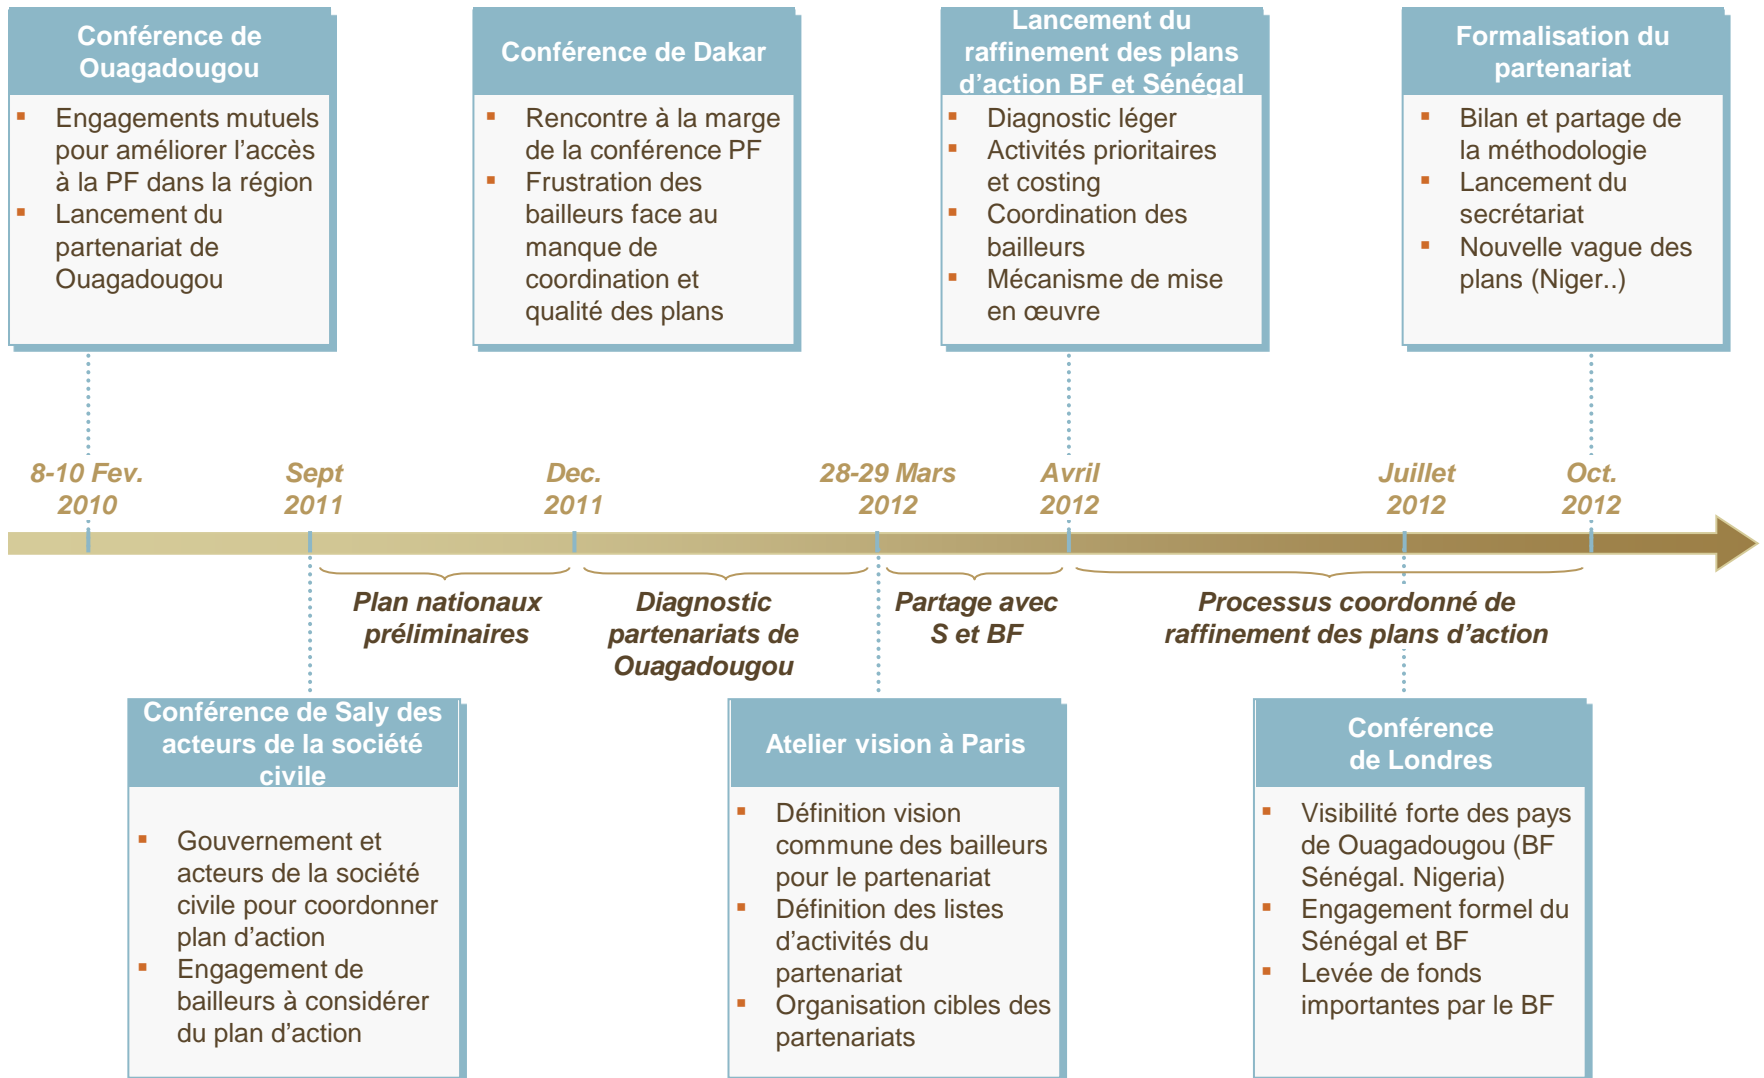 Conférence de
Ouagadougou
Engagements mutuels
pour améliorer l’accès
à la PF dans la région
Lancement du
partenariat de
Ouagadougou
Conférence de Dakar
Rencontre à la marge
de la conférence PF
Frustration des
bailleurs face au
manque de
coordination et
qualité des plans
Lancement du
raffinement des plans
d’action BF et Sénégal
Diagnostic léger
Activités prioritaires
et costing
Coordination des
bailleurs
Mécanisme de mise
en œuvre
Formalisation du
partenariat
Bilan et partage de
la méthodologie
Lancement du
secrétariat
Nouvelle vague des
plans (Niger..)
8-10 Fev.
2010
Sept
2011
Dec.
2011
28-29 Mars
2012
Avril
2012
Juillet
2012
Oct.
2012
Plan nationaux
préliminaires
Diagnostic
partenariats de
Ouagadougou
Partage avec
S et BF
Processus coordonné de
raffinement des plans d’action
Conférence de Saly des
acteurs de la société
civile
Gouvernement et
acteurs de la société
civile pour coordonner
plan d’action
Engagement de
bailleurs à considérer
du plan d’action
Atelier vision à Paris
Définition vision
commune des bailleurs
pour le partenariat
Définition des listes
d’activités du
partenariat
Organisation cibles des
partenariats
Conférence
de Londres
Visibilité forte des pays
de Ouagadougou (BF
Sénégal. Nigeria)
Engagement formel du
Sénégal et BF
Levée de fonds
importantes par le BF